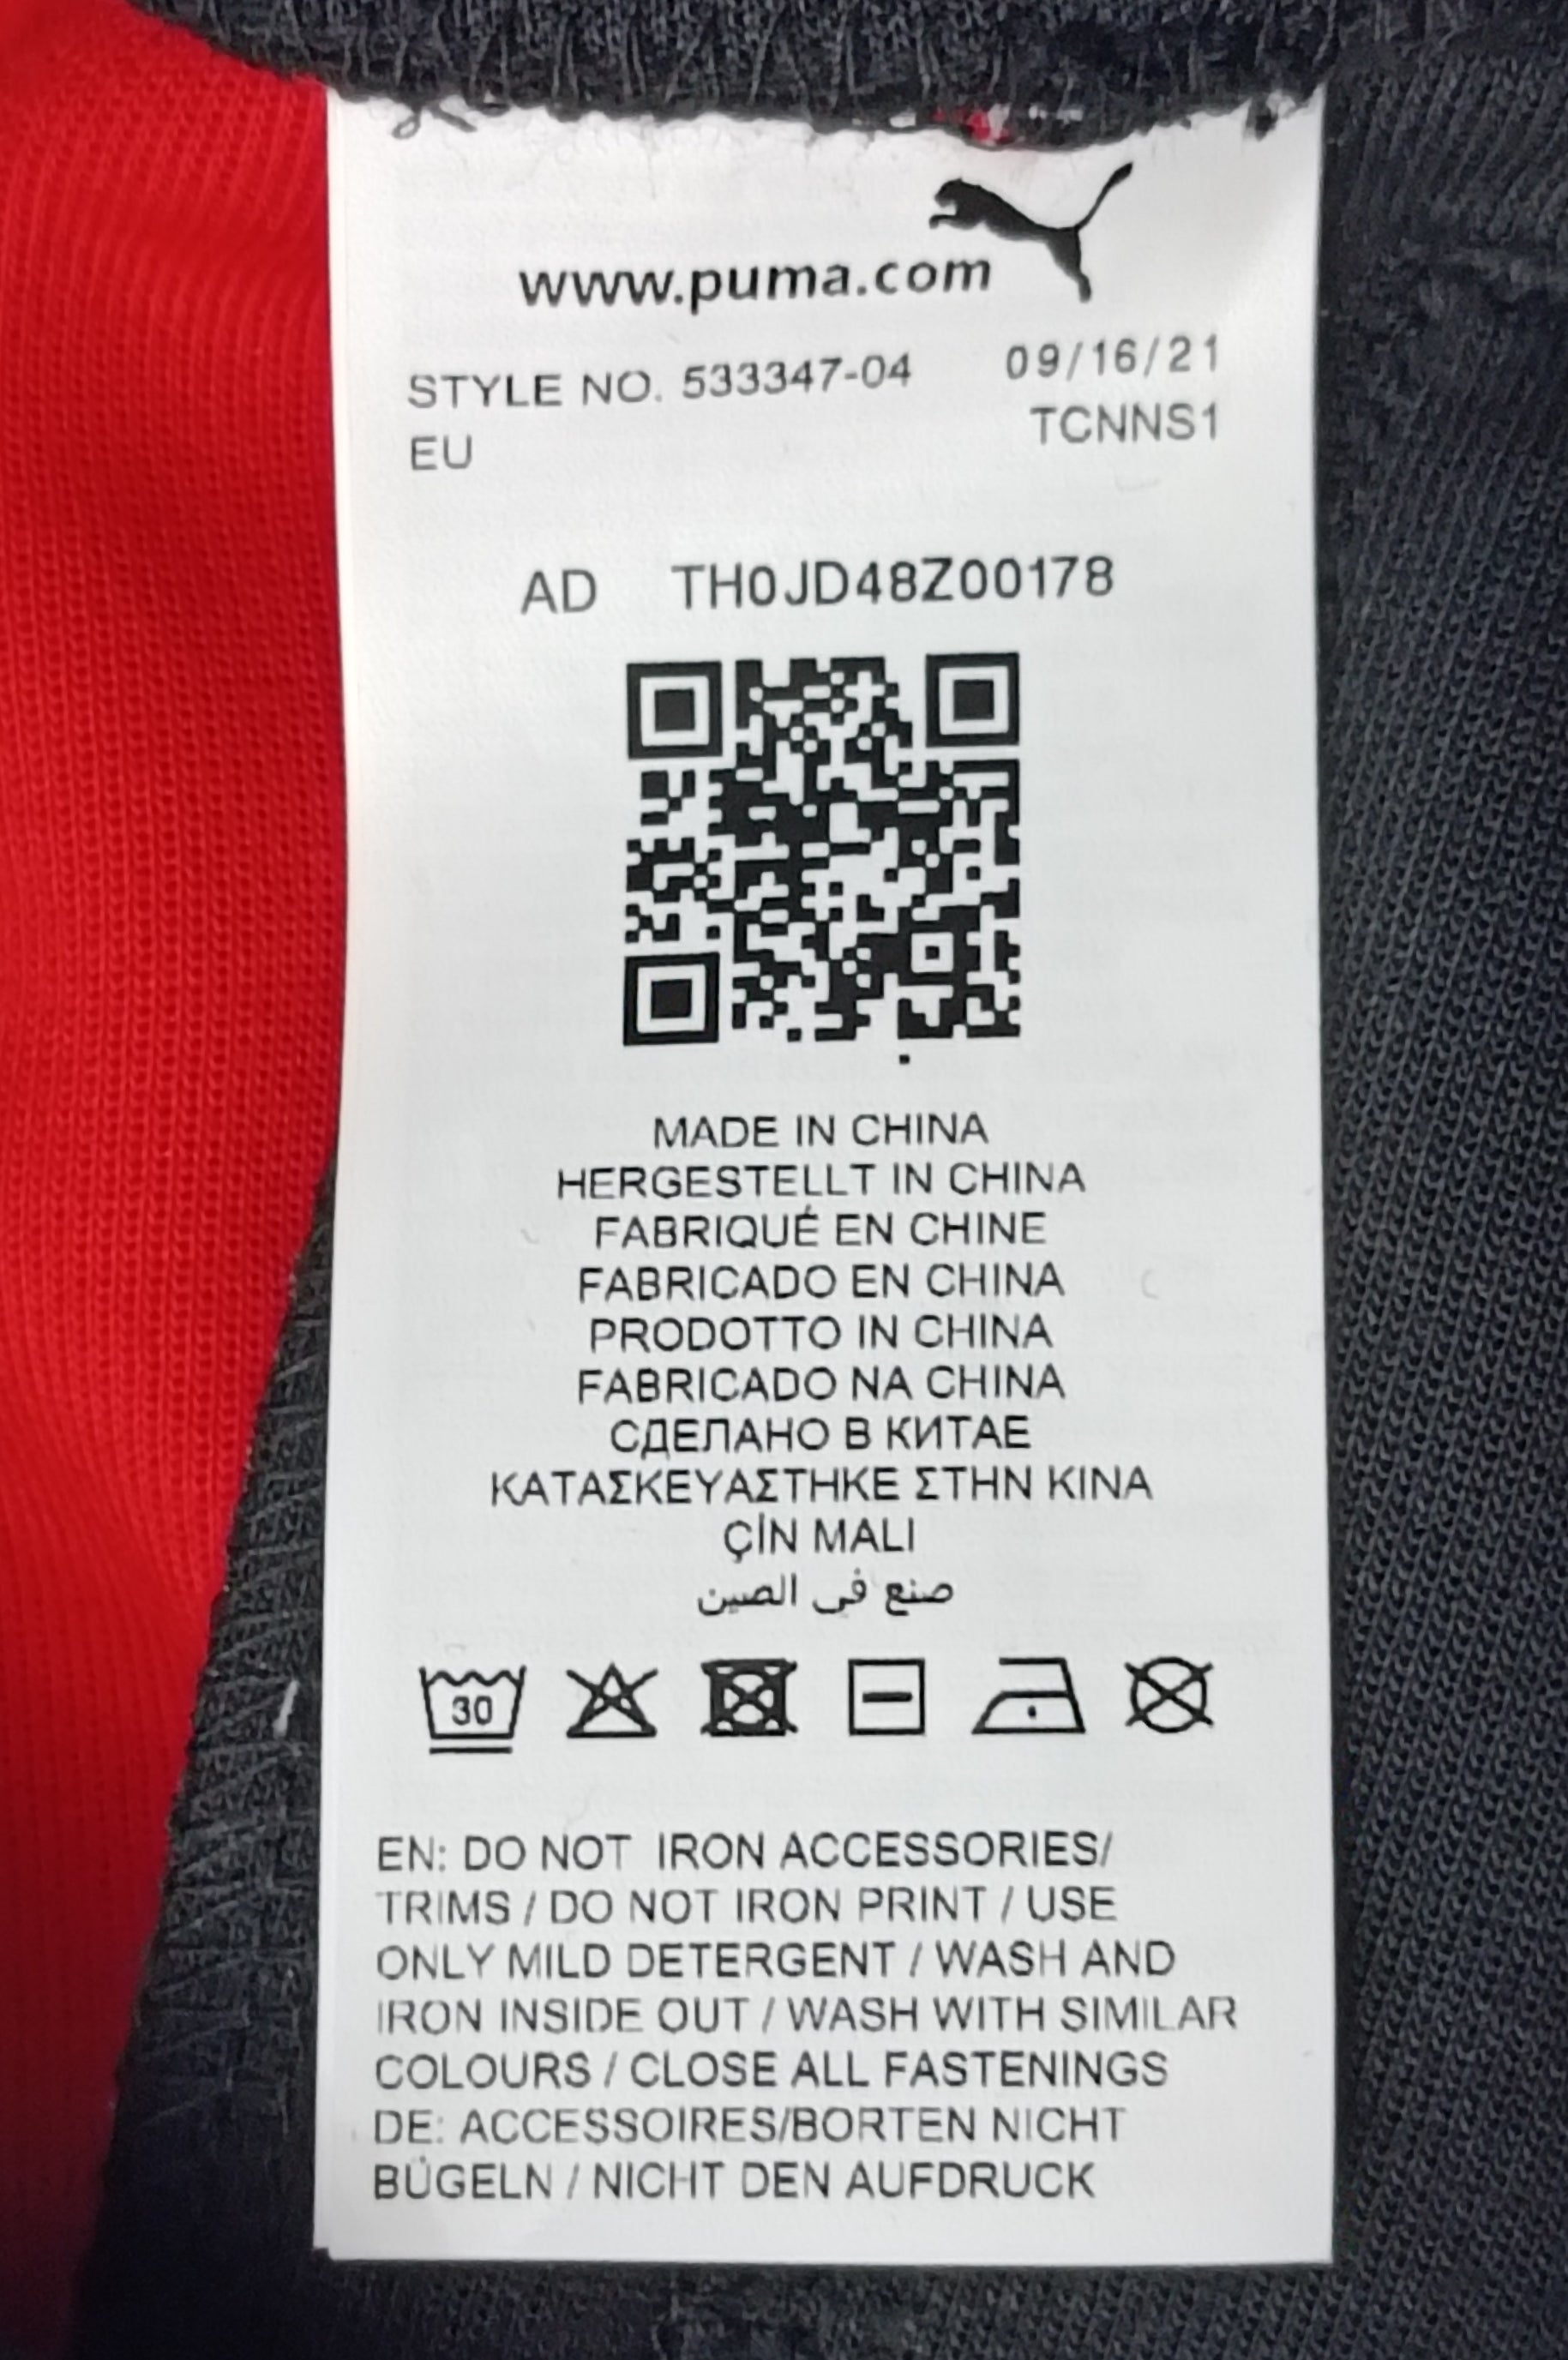 www.puma.com
STYLE NO. 533347-04 09/16/21
EU TCNNS1
AD TH0JD48Z00178
MADE IN CHINA
HERGESTELLT IN CHINA
FABRIQUÉ EN CHINE
FABRICADO EN CHINA
PRODOTTO IN CHINA
FABRICADO NA CHINA
СДЕЛАНО В КИТАЕ
ΚΑΤΑΣΚΕΥΑΣΤΗΚΕ ΣΤΗΝ ΚΙΝΑ
ÇİN MALI
صنع في الصين
30
EN: DO NOT IRON ACCESSORIES/
TRIMS / DO NOT IRON PRINT / USE
ONLY MILD DETERGENT / WASH AND
IRON INSIDE OUT / WASH WITH SIMILAR
COLOURS / CLOSE ALL FASTENINGS
DE: ACCESSOIRES/BORTEN NICHT
BÜGELN / NICHT DEN AUFDRUCK